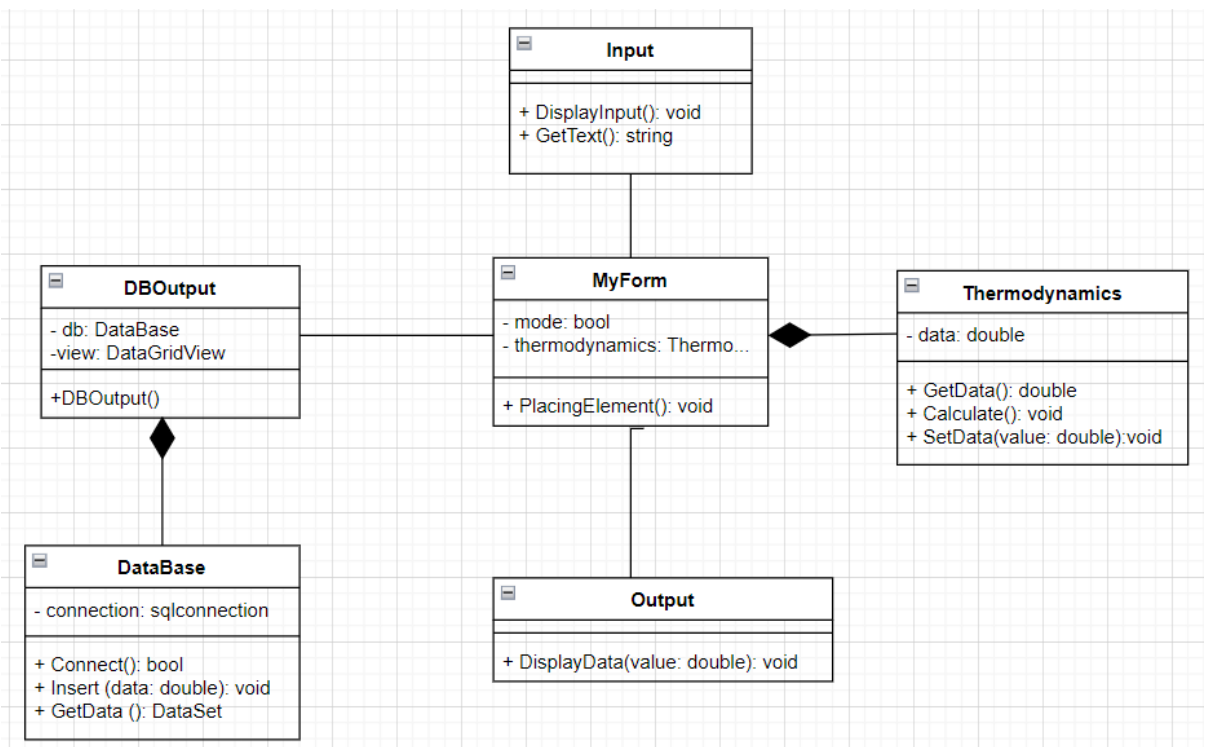 Input
+ DisplayInput(): void
+ GetText(): string
DBOutput
- db: DataBase
-view: DataGridView
+DBOutput()
MyForm
- mode: bool
- thermodynamics: Thermo...
+ PlacingElement(): void
Thermodynamics
- data: double
+ GetData(): double
+ Calculate(): void
+ SetData(value: double):void
DataBase
- connection: sqlconnection
+ Connect(): bool
+ Insert (data: double): void
+ GetData (): DataSet
Output
+ DisplayData(value: double): void